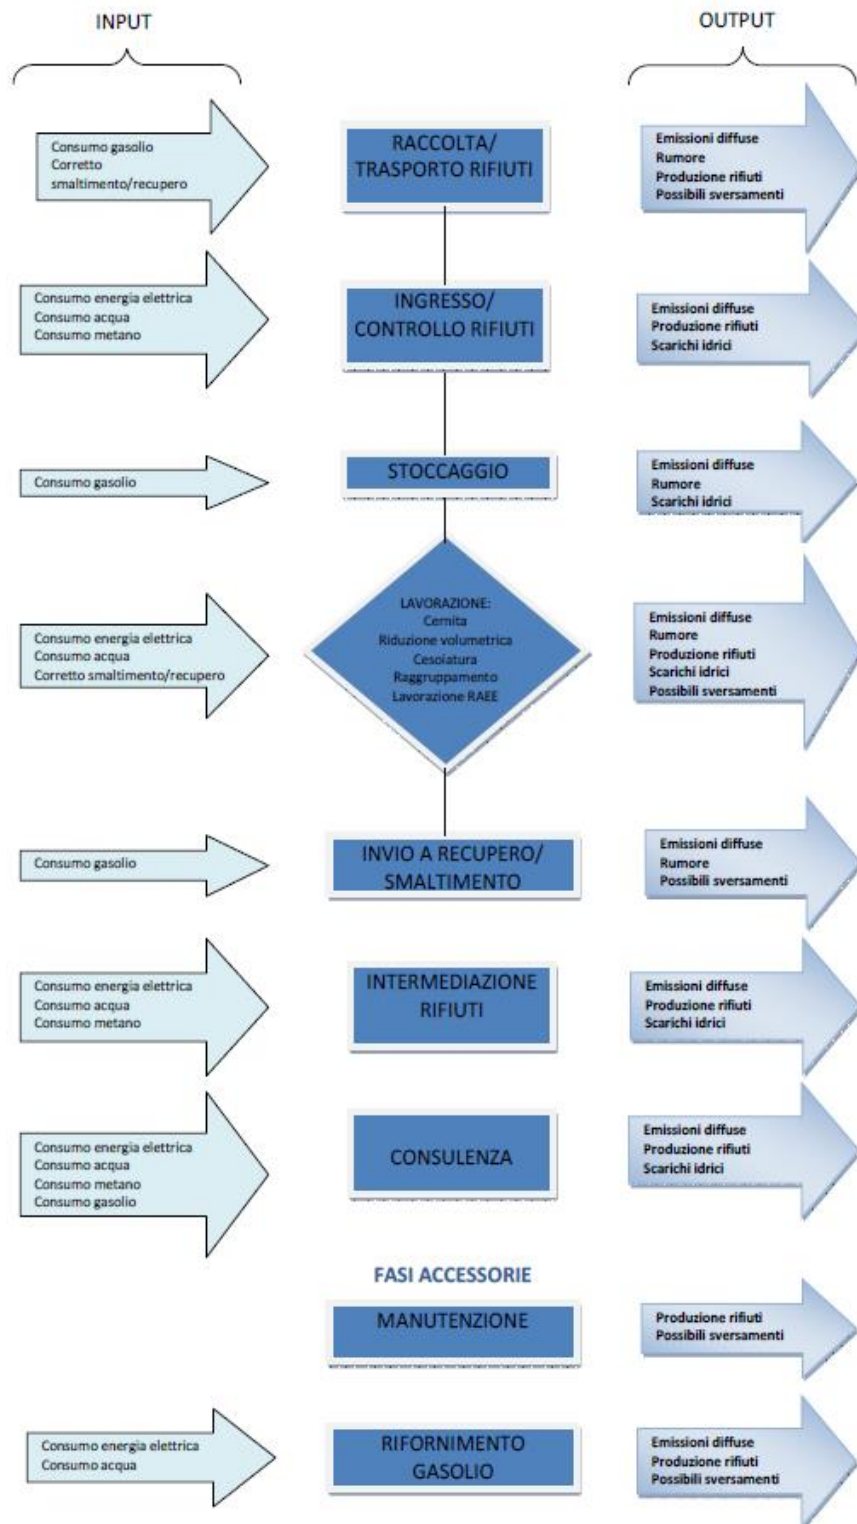 INPUT
OUTPUT
Consumo gasolio
Corretto
smaltimento/recupero
RACCOLTA/
TRASPORTO RIFIUTI
Emissioni diffuse
Rumore
Produzione rifiuti
Possibili sversamenti
Consumo energia elettrica
Consumo acqua
Consumo metano
INGRESSO/
CONTROLLO RIFIUTI
Emissioni diffuse
Produzione rifiuti
Scarichi idrici
Consumo gasolio
STOCCAGGIO
Emissioni diffuse
Rumore
Scarichi idrici
Consumo energia elettrica
Consumo acqua
Corretto smaltimento/recupero
LAVORAZIONE:
Cernita
Riduzione volumetrica
Cesoiatura
Raggruppamento
Lavorazione RAEE
Emissioni diffuse
Rumore
Produzione rifiuti
Scarichi idrici
Possibili sversamenti
Consumo gasolio
INVIO A RECUPERO/
SMALTIMENTO
Emissioni diffuse
Rumore
Possibili sversamenti
Consumo energia elettrica
Consumo acqua
Consumo metano
INTERMEDIAZIONE
RIFIUTI
Emissioni diffuse
Produzione rifiuti
Scarichi idrici
Consumo energia elettrica
Consumo acqua
Consumo metano
Consumo gasolio
CONSULENZA
Emissioni diffuse
Produzione rifiuti
Scarichi idrici
FASI ACCESSORIE
MANUTENZIONE
Produzione rifiuti
Possibili sversamenti
Consumo energia elettrica
Consumo acqua
RIFORNIMENTO
GASOLIO
Emissioni diffuse
Produzione rifiuti
Possibili sversamenti